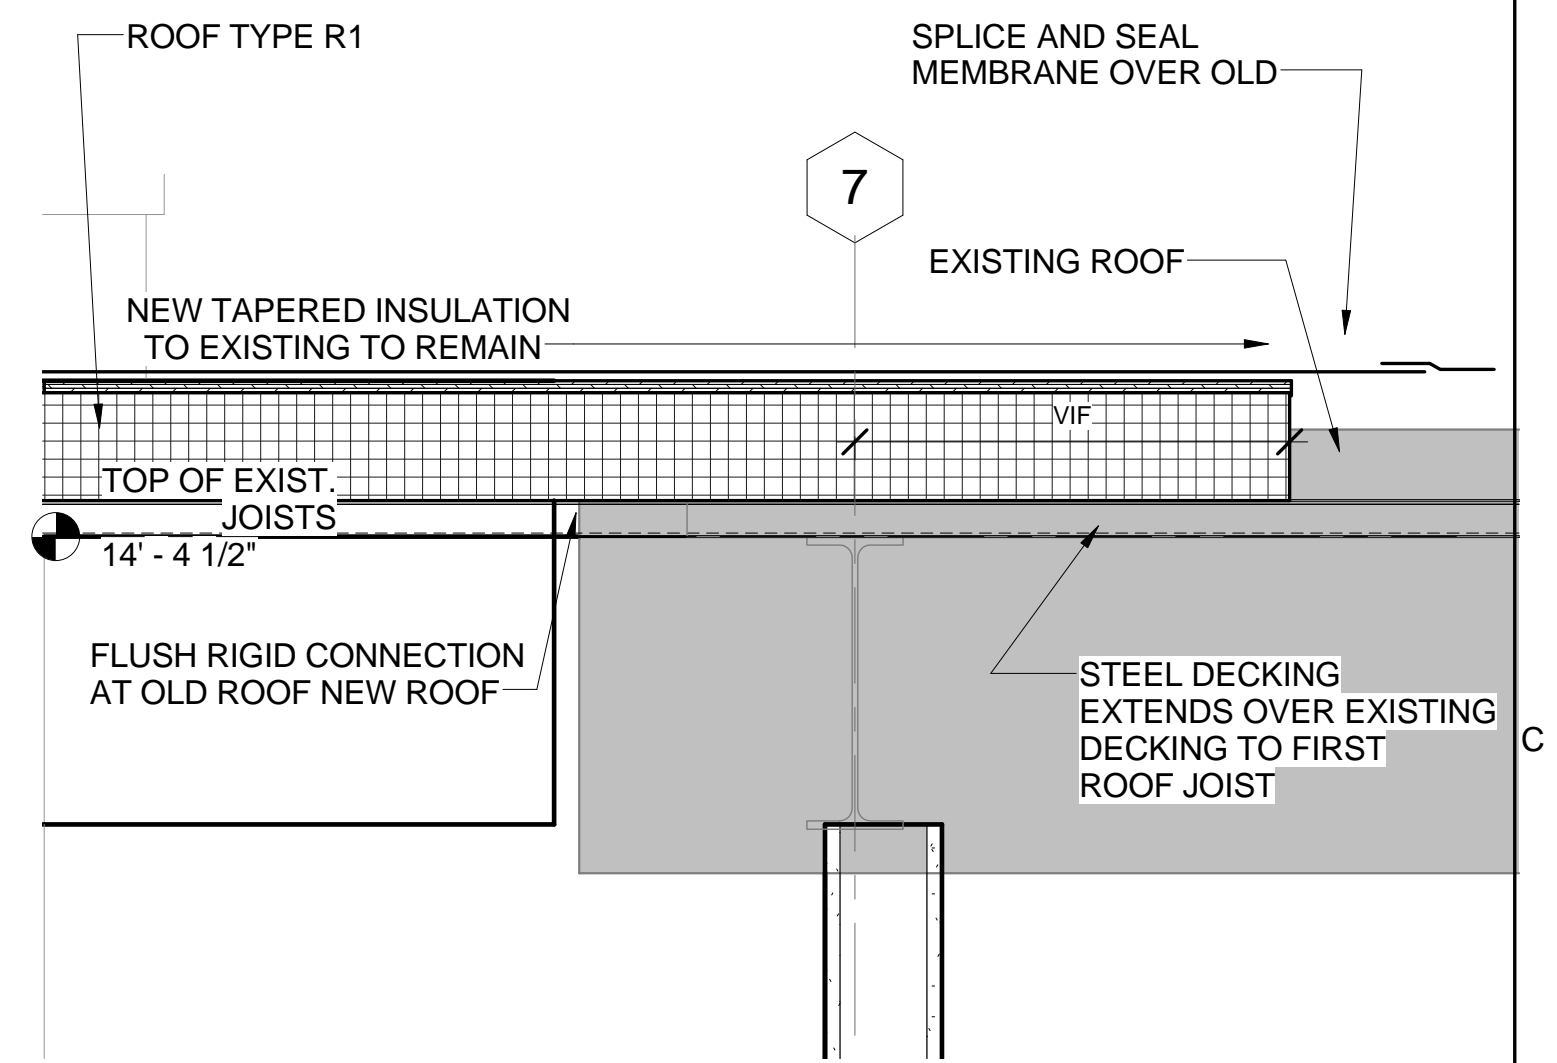 ROOF TYPE R1
SPLICE AND SEAL
MEMBRANE OVER OLD
7
EXISTING ROOF
NEW TAPERED INSULATION
TO EXISTING TO REMAIN
VIF
TOP OF EXIST.
JOISTS
14' - 4 1/2"
FLUSH RIGID CONNECTION
AT OLD ROOF NEW ROOF
STEEL DECKING
EXTENDS OVER EXISTING
DECKING TO FIRST
ROOF JOIST
C